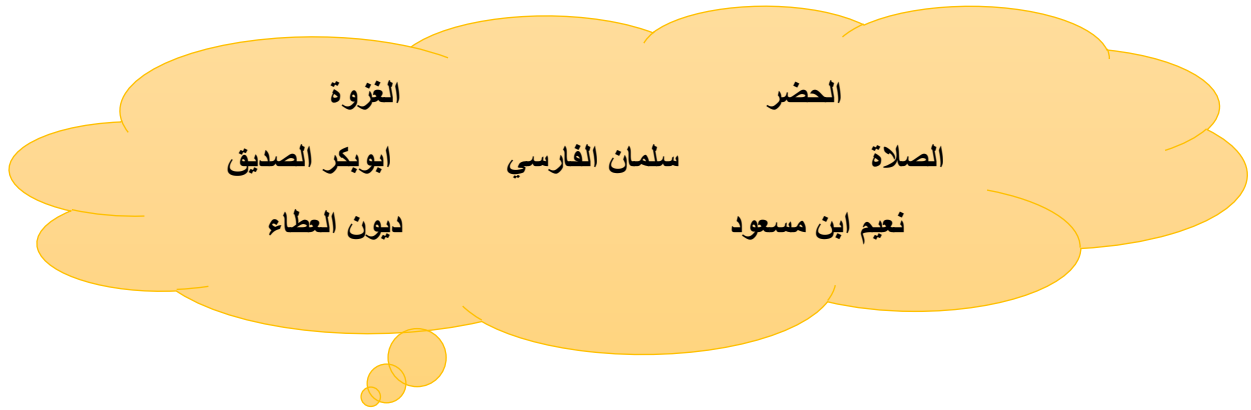 الحضر الغزوة
الصلاة سلمان الفارسي ابوبكر الصديق
نعيم ابن مسعود ديون العطاء